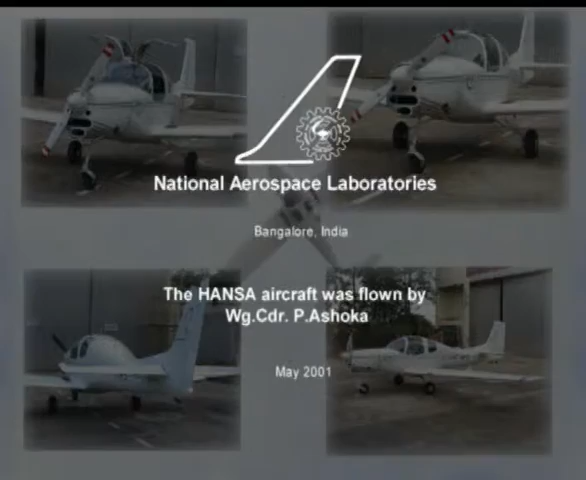 National Aerospace Laboratories
Bangalore, India
The HANSA aircraft was flown by
Wg.Cdr. P.Ashoka
May 2001